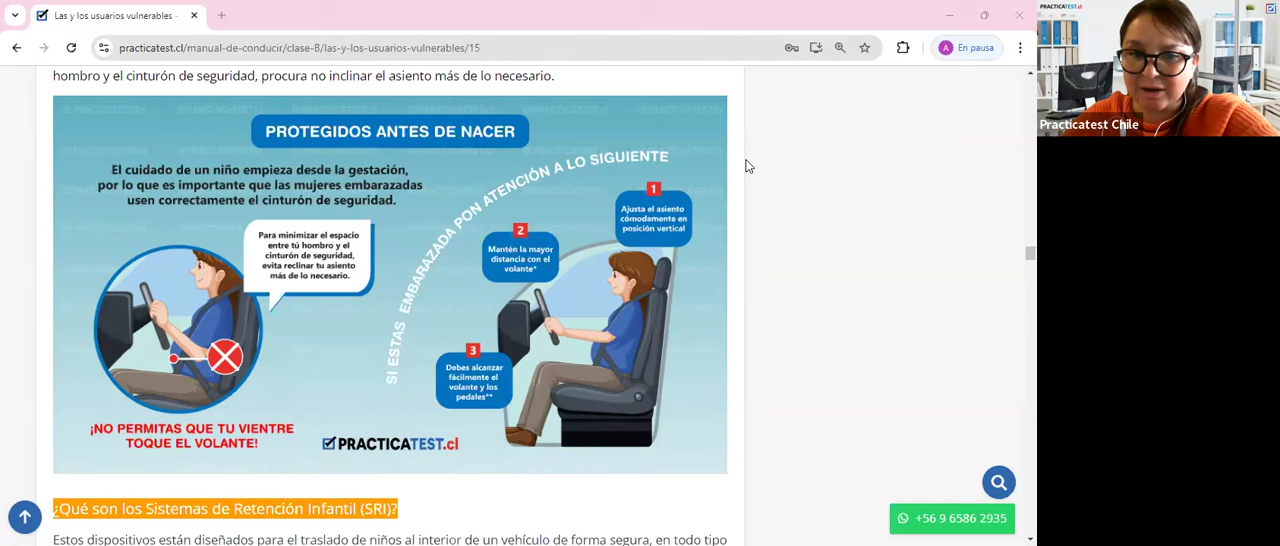 Las y los usuarios vulnerables -
practicatest.cl/manual-de-conducir/clase-B/las-y-los-usuarios-vulnerables/15
A
En pausa
PRACTICATEST.cl
Practicatest Chile
hombro y el cinturón de seguridad, procura no inclinar el asiento más de lo necesario.
PROTEGIDOS ANTES DE NACER
El cuidado de un niño empieza desde la gestación,
por lo que es importante que las mujeres embarazadas
usen correctamente el cinturón de seguridad.
Para minimizar el espacio
entre tú hombro y el
cinturón de seguridad,
evita reclinar tu asiento
más de lo necesario.
¡NO PERMITAS QUE TU VIENTRE
TOQUE EL VOLANTE!
SI ESTAS EMBARAZADA PON ATENCIÓN A LO SIGUIENTE
1
Ajusta el asiento
cómodamente en
posición vertical
2
Mantén la mayor
distancia con el
volante*
3
Debes alcanzar
fácilmente el
volante y los
pedales**
PRACTICATEST.cl
¿Qué son los Sistemas de Retención Infantil (SRI)?
+56 9 6586 2935
Estos dispositivos están diseñados para el traslado de niños al interior de un vehículo de forma segura, en todo tipo